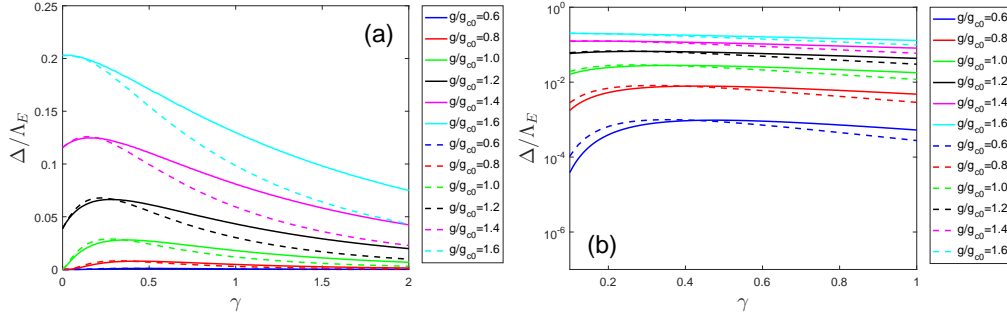 (a)
Δ/Λ_E
0.25
0.2
0.15
0.1
0.05
0
0
0.5
1
1.5
2
γ
g/g_c0=0.6
g/g_c0=0.8
g/g_c0=1.0
g/g_c0=1.2
g/g_c0=1.4
g/g_c0=1.6
g/g_c0=0.6
g/g_c0=0.8
g/g_c0=1.0
g/g_c0=1.2
g/g_c0=1.4
g/g_c0=1.6
(b)
Δ/Λ_E
10^0
10^-2
10^-4
10^-6
0.2
0.4
0.6
0.8
1
γ
g/g_c0=0.6
g/g_c0=0.8
g/g_c0=1.0
g/g_c0=1.2
g/g_c0=1.4
g/g_c0=1.6
g/g_c0=0.6
g/g_c0=0.8
g/g_c0=1.0
g/g_c0=1.2
g/g_c0=1.4
g/g_c0=1.6